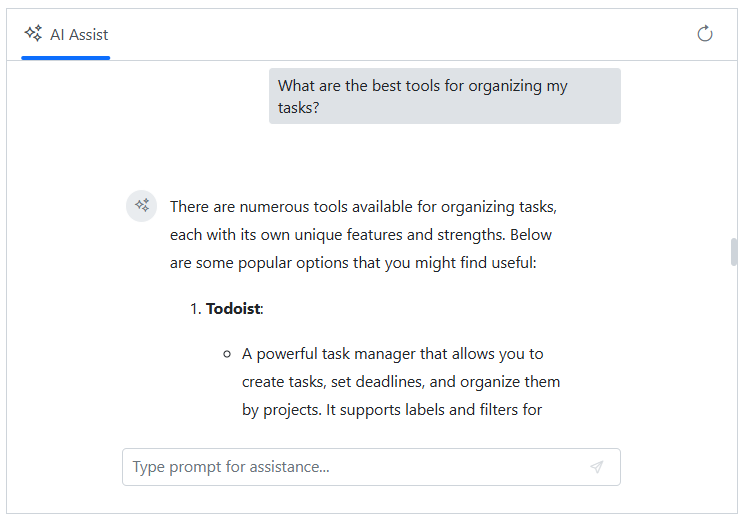 AI Assist
What are the best tools for organizing my
tasks?
There are numerous tools available for organizing tasks,
each with its own unique features and strengths. Below
are some popular options that you might find useful:
1. Todoist:
A powerful task manager that allows you to
create tasks, set deadlines, and organize them
by projects. It supports labels and filters for
Type prompt for assistance...